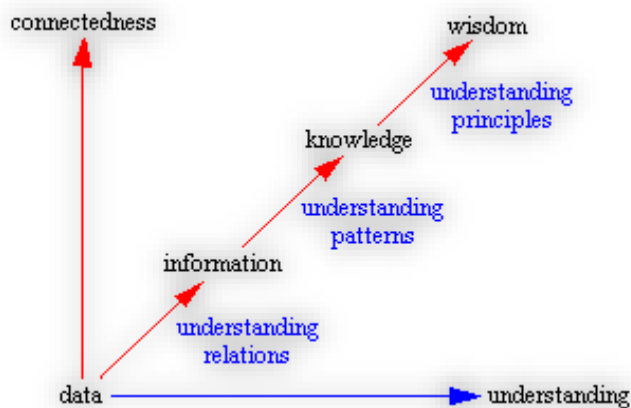 connectedness
wisdom
understanding
principles
knowledge
understanding
patterns
information
understanding
relations
data
understanding